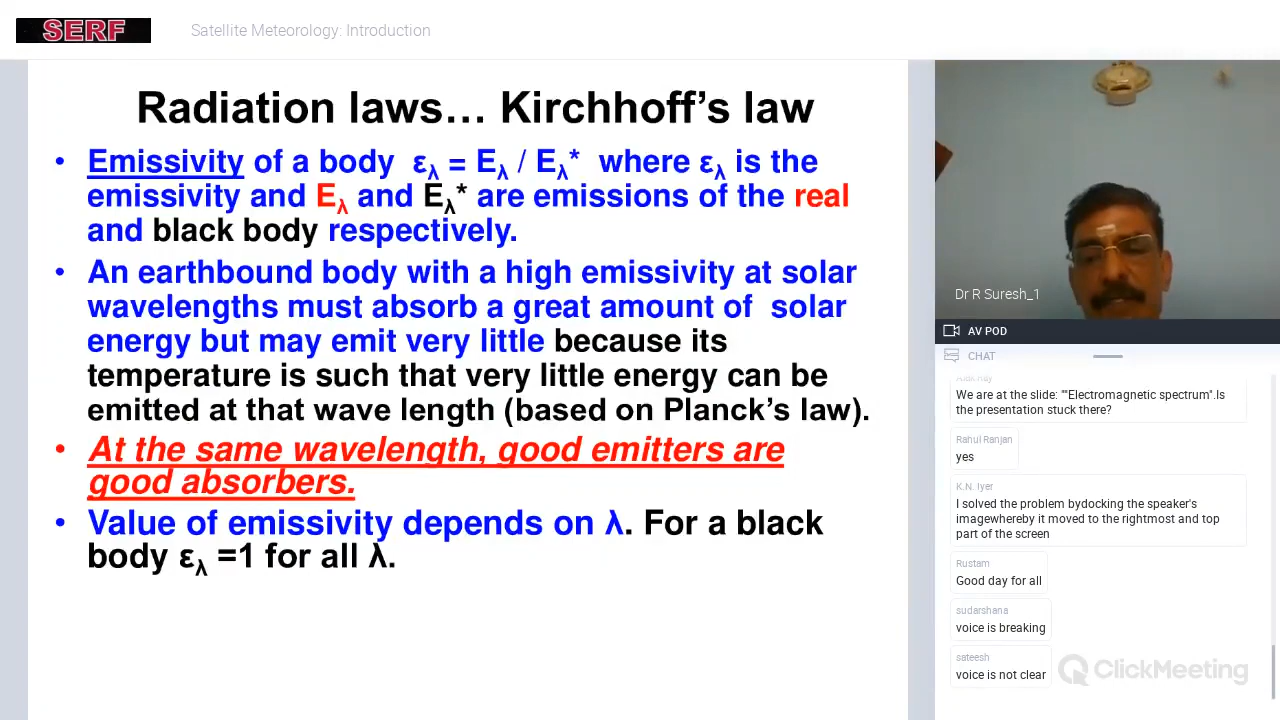 SERF
Satellite Meteorology: Introduction
Radiation laws… Kirchhoff’s law
• Emissivity of a body ελ = Eλ / Eλ* where ελ is the
emissivity and Eλ and Eλ* are emissions of the real
and black body respectively.
• An earthbound body with a high emissivity at solar
wavelengths must absorb a great amount of solar
energy but may emit very little because its
temperature is such that very little energy can be
emitted at that wave length (based on Planck’s law).
• At the same wavelength, good emitters are
good absorbers.
• Value of emissivity depends on λ. For a black
body ελ =1 for all λ.
Dr R Suresh_1
AV POD
CHAT
We are at the slide: ""Electromagnetic spectrum".Is
the presentation stuck there?
Rahul Ranjan
yes
K.N. Iyer
I solved the problem bydocking the speaker's
imagewhereby it moved to the rightmost and top
part of the screen
Rustam
Good day for all
sudarshana
voice is breaking
sateesh
voice is not clear
ClickMeeting